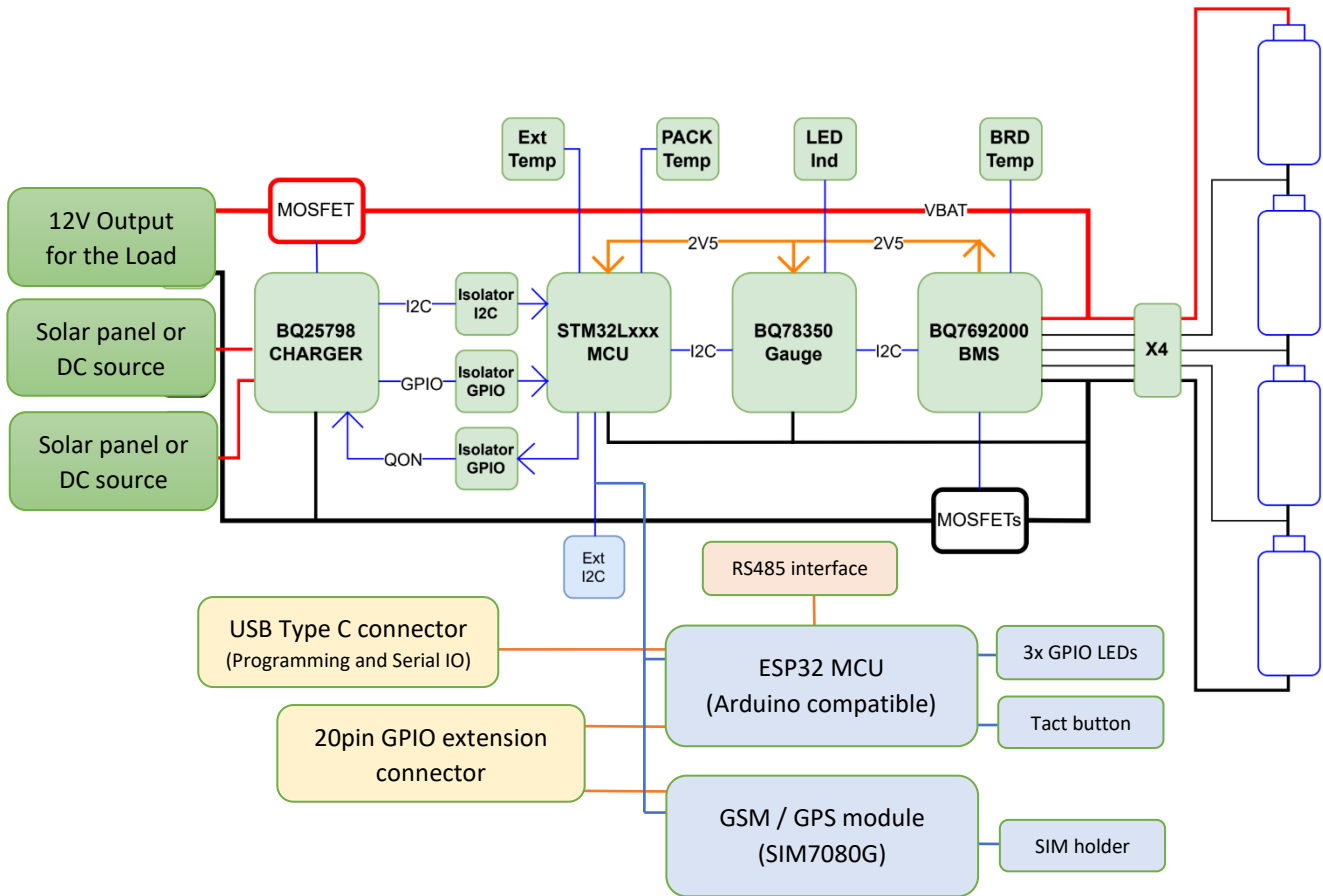 Ext
Temp
PACK
Temp
LED
Ind
BRD
Temp
12V Output
for the Load
MOSFET
VBAT
2V5
2V5
Solar panel or
DC source
Solar panel or
DC source
BQ25798
CHARGER
I2C
Isolator
I2C
GPIO
Isolator
GPIO
QON
Isolator
GPIO
STM32Lxxx
MCU
I2C
BQ78350
Gauge
I2C
BQ7692000
BMS
X4
MOSFETs
Ext
I2C
RS485 interface
USB Type C connector
(Programming and Serial IO)
ESP32 MCU
(Arduino compatible)
3x GPIO LEDs
Tact button
20pin GPIO extension
connector
GSM / GPS module
(SIM7080G)
SIM holder